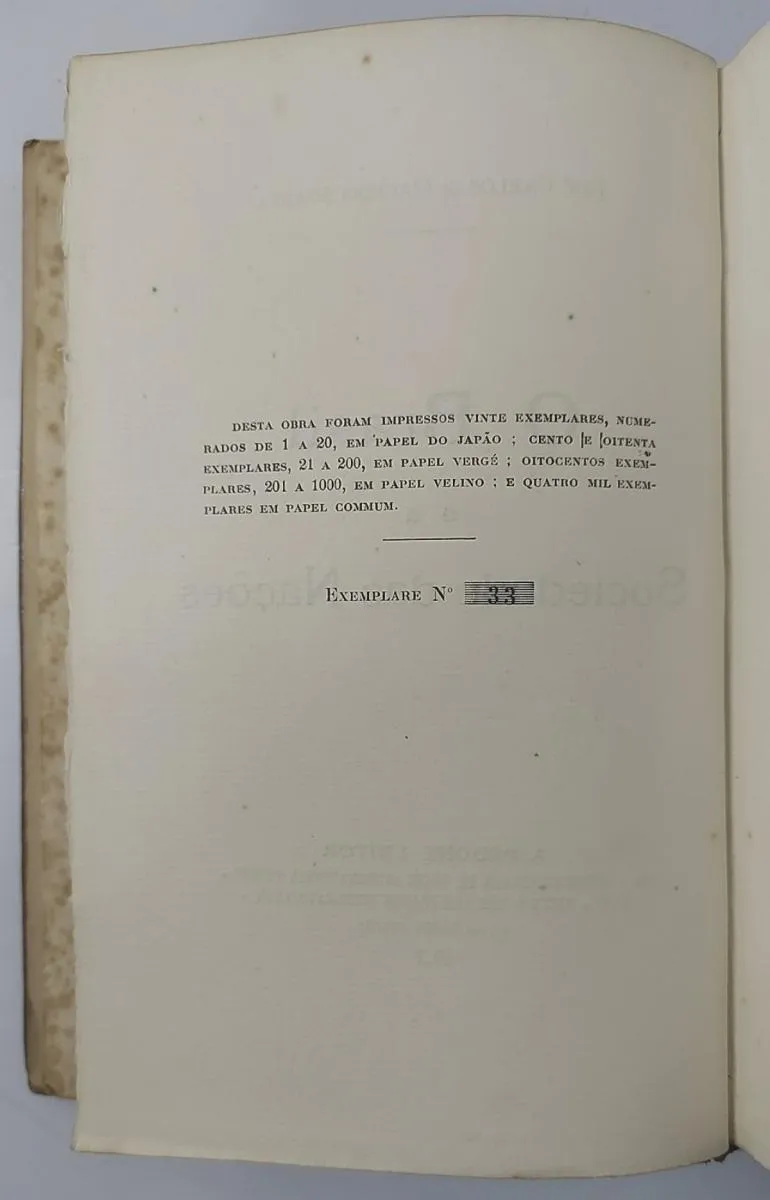 DESTA OBRA FORAM IMPRESSOS VINTE EXEMPLARES, NUME-
RADOS DE 1 A 20, EM PAPEL DO JAPÃO ; CENTO E OITENTA
EXEMPLARES, 21 A 200, EM PAPEL VERGÉ ; OITOCENTOS EXEM-
PLARES, 201 A 1000, EM PAPEL VELINO ; E QUATRO MIL EXEM-
PLARES EM PAPEL COMMUM.
EXEMPLARE Nº 33